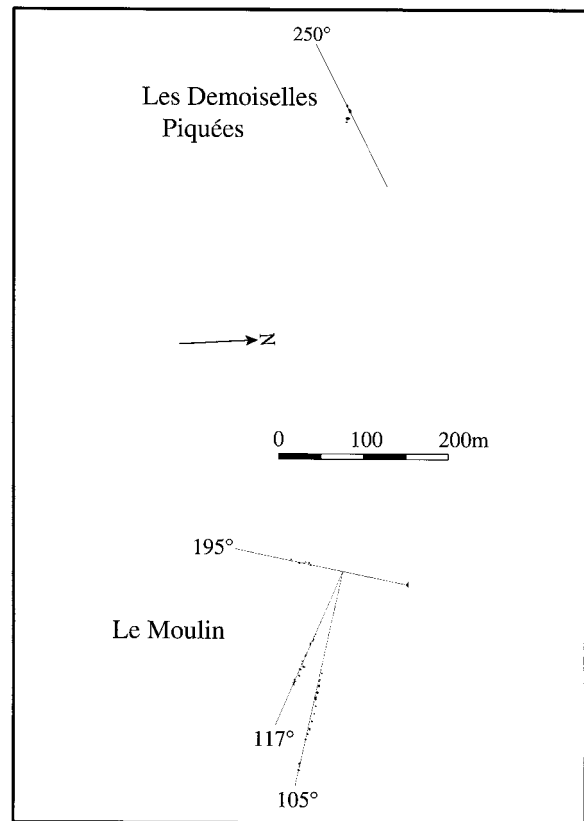 250°
Les Demoiselles
Piquées
N
0 100 200m
195°
Le Moulin
117°
105°